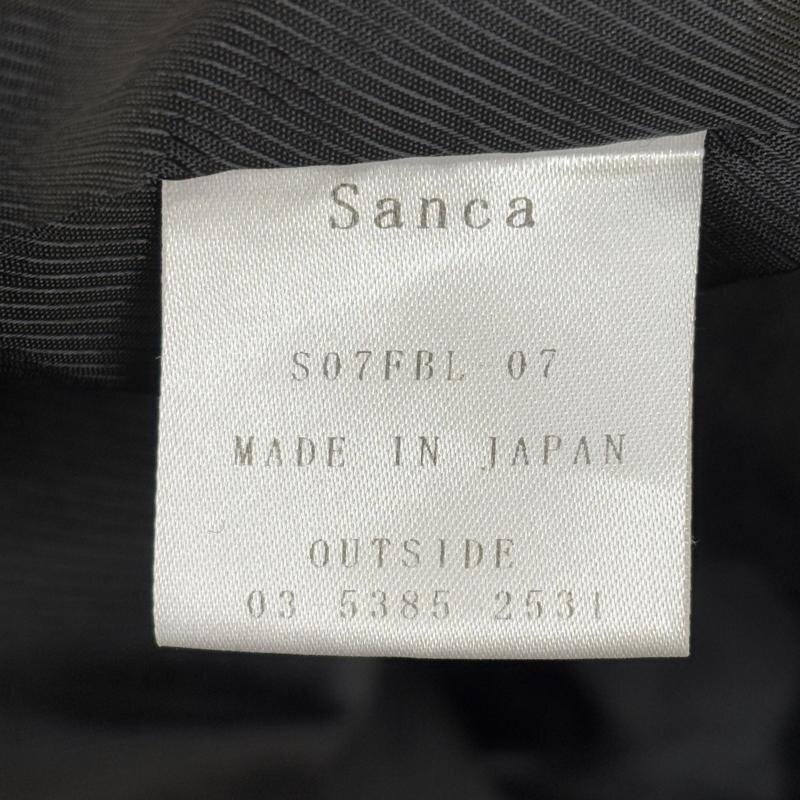 Sanca
S07FBL 07
MADE IN JAPAN
OUTSIDE
03 5385 2531